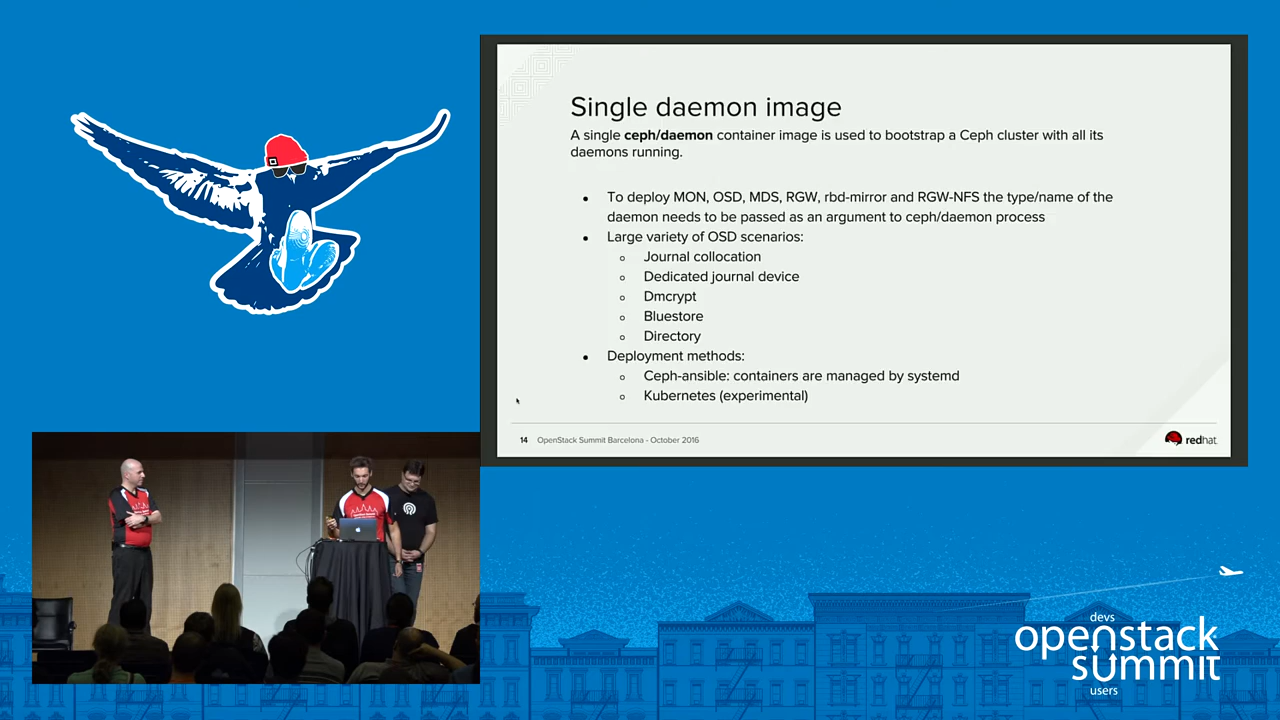 Single daemon image
A single ceph/daemon container image is used to bootstrap a Ceph cluster with all its
daemons running.
● To deploy MON, OSD, MDS, RGW, rbd-mirror and RGW-NFS the type/name of the
daemon needs to be passed as an argument to ceph/daemon process
● Large variety of OSD scenarios:
○ Journal collocation
○ Dedicated journal device
○ Dmcrypt
○ Bluestore
○ Directory
● Deployment methods:
○ Ceph-ansible: containers are managed by systemd
○ Kubernetes (experimental)
14 OpenStack Summit Barcelona - October 2016
redhat.
devs
openstack
summit
users